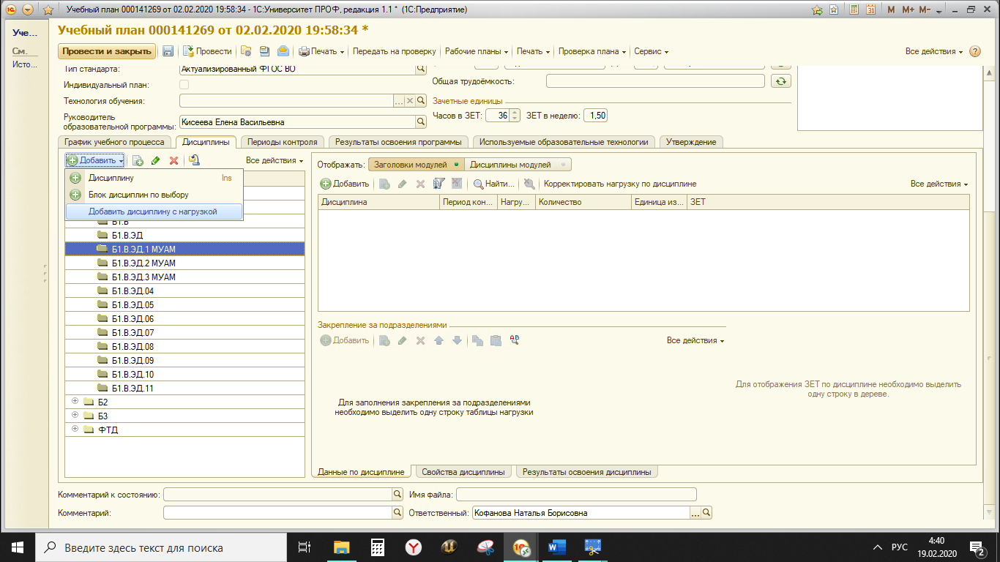 Учебный план 000141269 от 02.02.2020 19:58:34 - 1С:Университет ПРОФ, редакция 1.1 * (1С:Предприятие)
M M+ M-
Уче...
См.
Исто...
Учебный план 000141269 от 02.02.2020 19:58:34 *
Провести и закрыть Провести Печать Передать на проверку Рабочие планы Печать Проверка плана Сервис Все действия
Тип стандарта: Актуализированный ФГОС ВО
Индивидуальный план:
Технология обучения:
Руководитель
образовательной программы: Кисеева Елена Васильевна
Общая трудоёмкость:
Зачетные единицы
Часов в ЗЕТ: 36 ЗЕТ в неделю: 1,50
График учебного процесса Дисциплины Периоды контроля Результаты освоения программы Используемые образовательные технологии Утверждение
Добавить Все действия
Дисциплину Ins
Блок дисциплин по выбору
Добавить дисциплину с нагрузкой
Б1.В
Б1.В.ЭД
Б1.В.ЭД.1 МУАМ
Б1.В.ЭД.2 МУАМ
Б1.В.ЭД.3 МУАМ
Б1.В.ЭД.04
Б1.В.ЭД.05
Б1.В.ЭД.06
Б1.В.ЭД.07
Б1.В.ЭД.08
Б1.В.ЭД.09
Б1.В.ЭД.10
Б1.В.ЭД.11
Б2
Б3
ФТД
Отображать: Заголовки модулей Дисциплины модулей
Добавить Найти... Корректировать нагрузку по дисциплине Все действия
Дисциплина Период кон... Нагру... Количество Единица из... ЗЕТ
Закрепление за подразделениями
Добавить Все действия
Для заполнения закрепления за подразделениями
необходимо выделить одну строку таблицы нагрузки
Для отображения ЗЕТ по дисциплине необходимо выделить
одну строку в дереве.
Данные по дисциплине Свойства дисциплины Результаты освоения дисциплины
Комментарий к состоянию: Имя файла:
Комментарий: Ответственный: Кофанова Наталья Борисовна
Введите здесь текст для поиска
РУС
4:40
19.02.2020
2